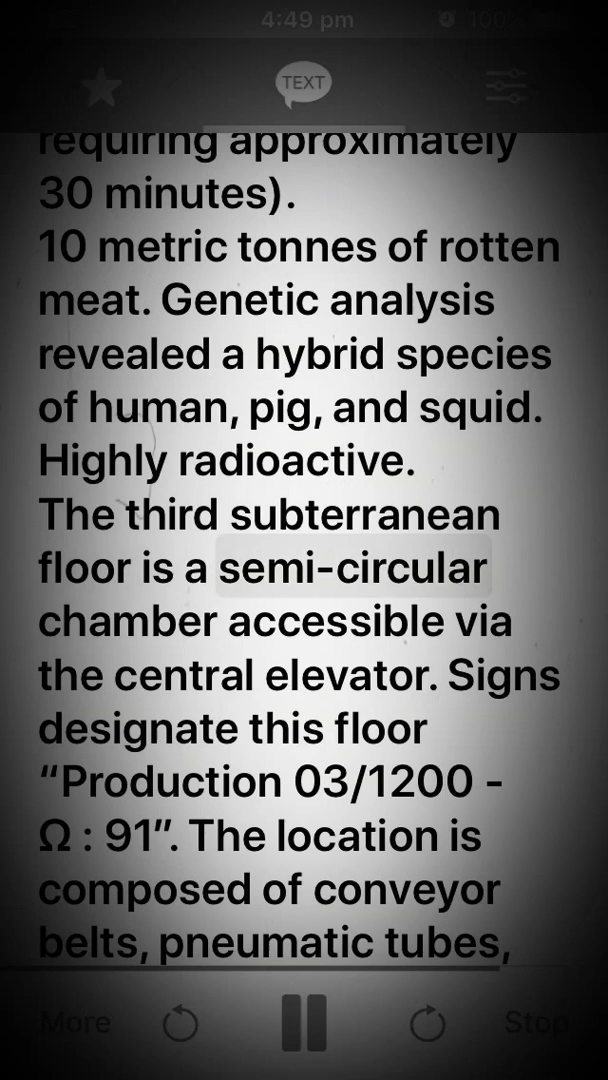 4:49 pm
100
TEXT
requiring approximately
30 minutes).
10 metric tonnes of rotten
meat. Genetic analysis
revealed a hybrid species
of human, pig, and squid.
Highly radioactive.
The third subterranean
floor is a semi-circular
chamber accessible via
the central elevator. Signs
designate this floor
“Production 03/1200 -
Ω : 91”. The location is
composed of conveyor
belts, pneumatic tubes,
More
Stop